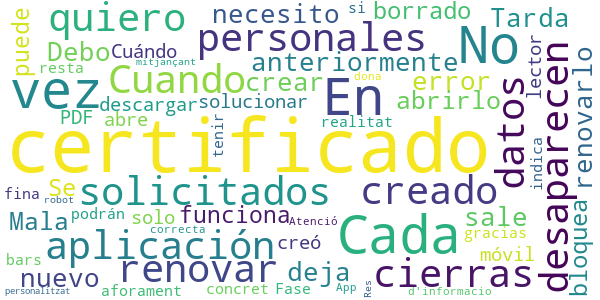 quiero
necesito
si
borrado
Tarda
puede
Debo
Cuándo
personales
No
mitjançant
anteriormente
lector
resta
Cuando
dona
crear
error
vez
En
descargar
solucionar
abrirlo
PDF
abre
tenir
realitat
datos
desaparecen
renovarlo
certificado
indica
fina
Se
solicitados
creado
robot
Mala
podrán
solo
funciona
Atenció
Cada
sale
bloquea
correcta
gracias
aplicación
creó
móvil
bars
renovar
deja
cierras
nuevo
personalitzat
aforament
concret
Fase
App
Res
d'informacio